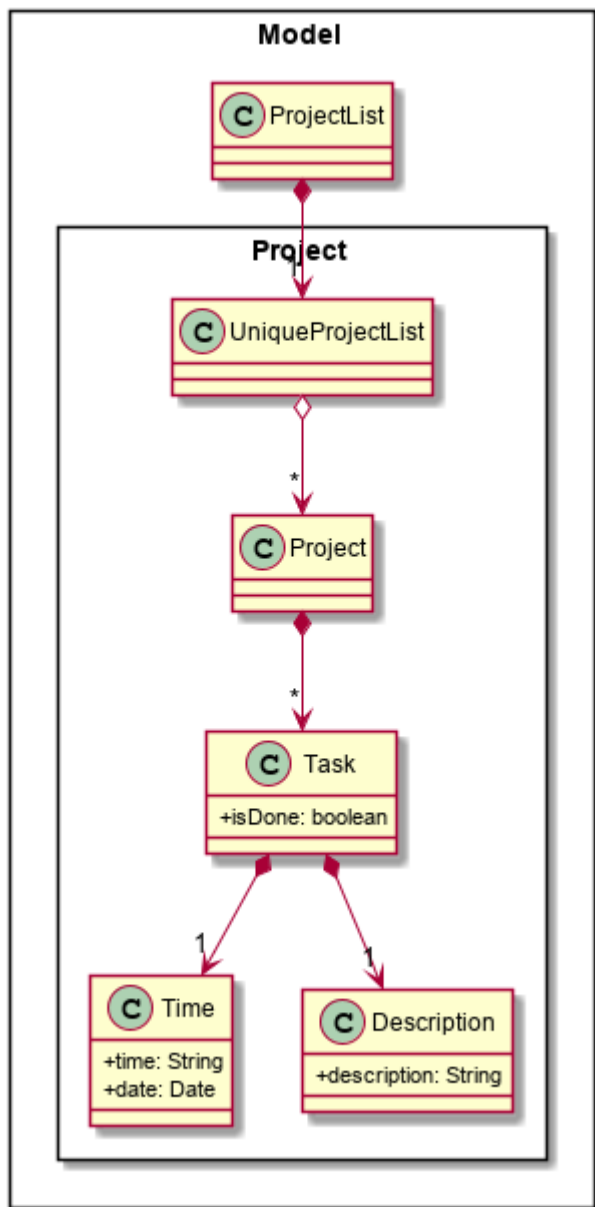 Model
C ProjectList
Project
1
C UniqueProjectList
*
C Project
*
C Task
+isDone: boolean
1
1
C Time
+time: String
+date: Date
C Description
+description: String